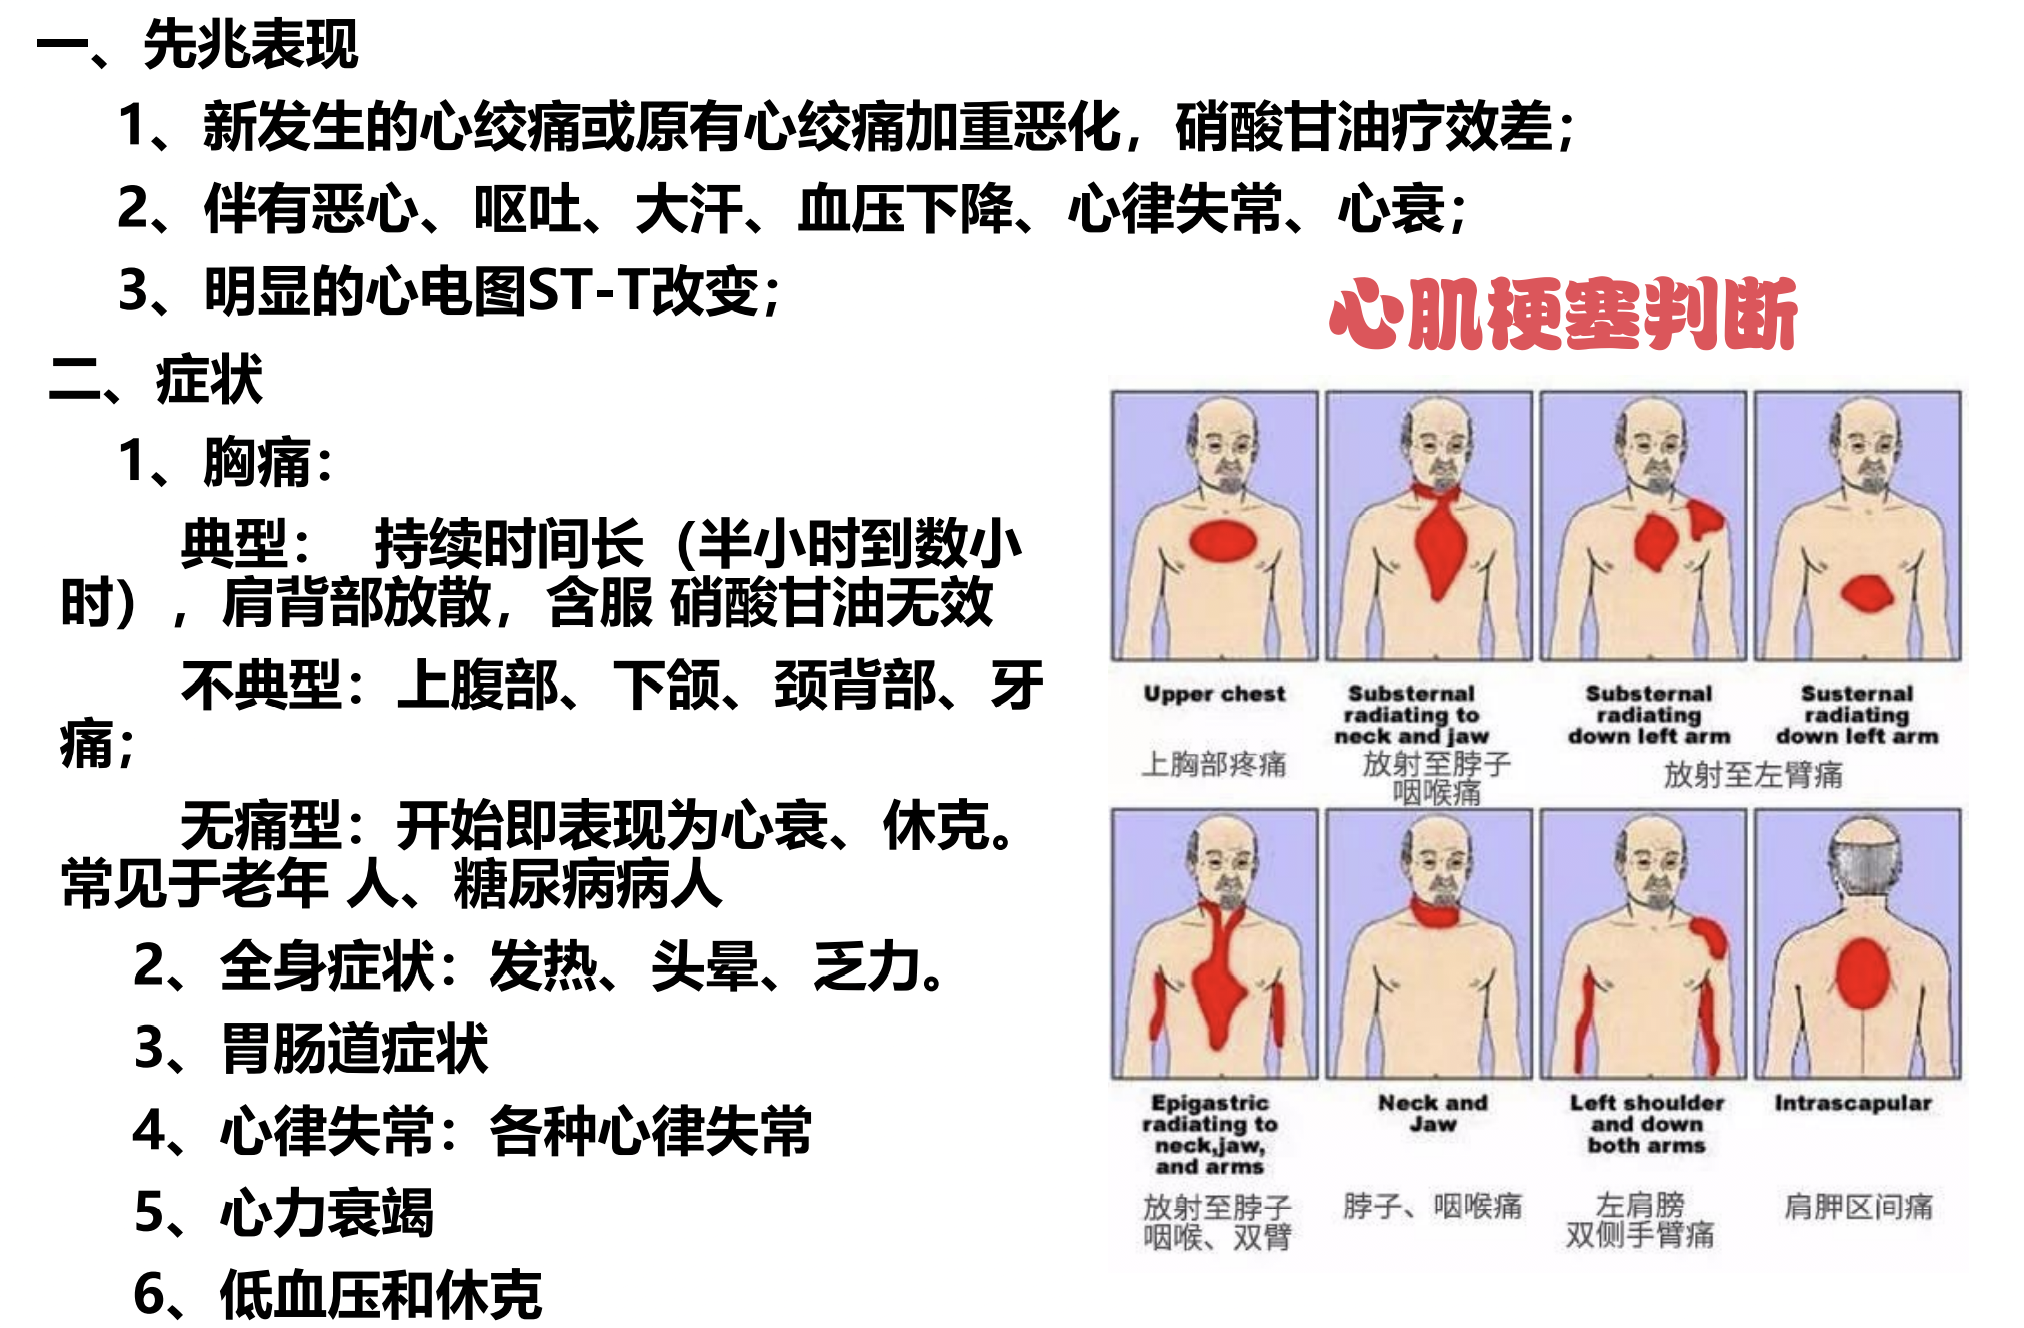 一、先兆表现
1、新发生的心绞痛或原有心绞痛加重恶化，硝酸甘油疗效差；
2、伴有恶心、呕吐、大汗、血压下降、心律失常、心衰；
3、明显的心电图ST-T改变；
二、症状
1、胸痛：
典型： 持续时间长（半小时到数小
时），肩背部放散，含服 硝酸甘油无效
不典型：上腹部、下颌、颈背部、牙
痛；
无痛型：开始即表现为心衰、休克。
常见于老年 人、糖尿病病人
2、全身症状：发热、头晕、乏力。
3、胃肠道症状
4、心律失常：各种心律失常
5、心力衰竭
6、低血压和休克
心肌梗塞判断
Upper chest
上胸部疼痛
Substernal
radiating to
neck and jaw
放射至脖子
咽喉痛
Substernal
radiating
down left arm
Susternal
radiating
down left arm
放射至左臂痛
Epigastric
radiating to
neck,jaw,
and arms
放射至脖子
咽喉、双臂
Neck and
Jaw
脖子、咽喉痛
Left shoulder
and down
both arms
左肩膀
双侧手臂痛
Intrascapular
肩胛区间痛